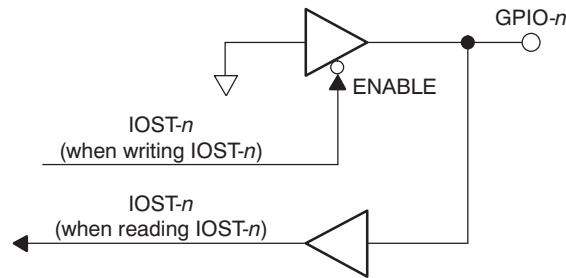 GPIO-n
ENABLE
IOST-n
(when writing IOST-n)
IOST-n
(when reading IOST-n)